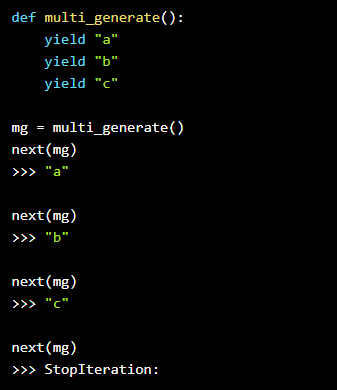 def multi_generate():
    yield "a"
    yield "b"
    yield "c"

mg = multi_generate()
next(mg)
>>> "a"

next(mg)
>>> "b"

next(mg)
>>> "c"

next(mg)
>>> StopIteration: